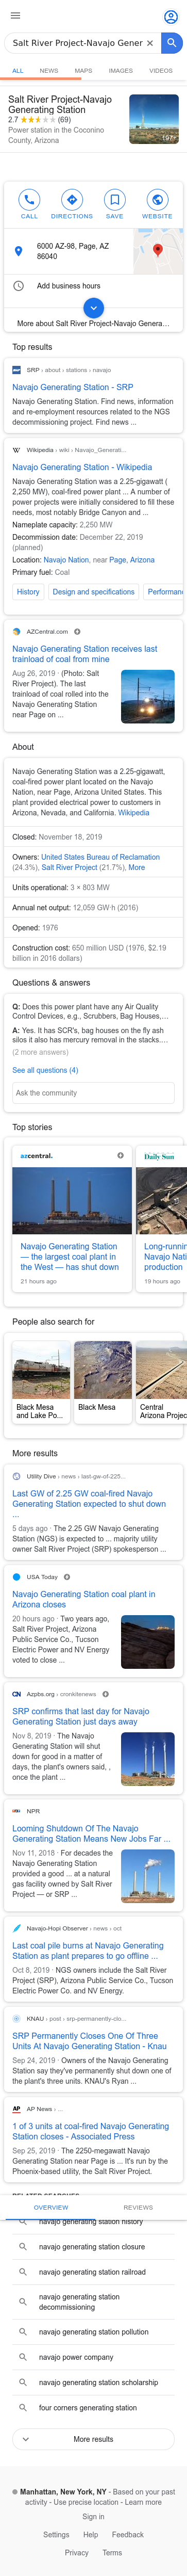 Salt River Project-Navajo Gener
ALL NEWS MAPS IMAGES VIDEOS
Salt River Project-Navajo
Generating Station
2.7 (69)
Power station in the Coconino
County, Arizona
CALL DIRECTIONS SAVE WEBSITE
6000 AZ-98, Page, AZ
86040
Add business hours
More about Salt River Project-Navajo Genera…
Top results
SRP › about › stations › navajo
Navajo Generating Station - SRP
Navajo Generating Station. Find news, information
and re-employment resources related to the NGS
decommissioning project. Find news ...
Wikipedia › wiki › Navajo_Generati...
Navajo Generating Station - Wikipedia
Navajo Generating Station was a 2.25-gigawatt (
2,250 MW), coal-fired power plant ... A number of
power projects were initially considered to fill these
needs, most notably Bridge Canyon and ...
Nameplate capacity: 2,250 MW
Decommission date: December 22, 2019
(planned)
Location: Navajo Nation, near Page, Arizona
Primary fuel: Coal
History Design and specifications Performanc
AZCentral.com
Navajo Generating Station receives last
trainload of coal from mine
Aug 26, 2019 · (Photo: Salt
River Project). The last
trainload of coal rolled into the
Navajo Generating Station
near Page on ...
About
Navajo Generating Station was a 2.25-gigawatt,
coal-fired power plant located on the Navajo
Nation, near Page, Arizona United States. This
plant provided electrical power to customers in
Arizona, Nevada, and California. Wikipedia
Closed: November 18, 2019
Owners: United States Bureau of Reclamation
(24.3%), Salt River Project (21.7%), More
Units operational: 3 × 803 MW
Annual net output: 12,059 GW·h (2016)
Opened: 1976
Construction cost: 650 million USD (1976, $2.19
billion in 2016 dollars)
Questions & answers
Q: Does this power plant have any Air Quality
Control Devices, e.g., Scrubbers, Bag Houses,…
A: Yes. It has SCR's, bag houses on the fly ash
silos it also has mercury removal in the stacks.…
(2 more answers)
See all questions (4)
Ask the community
Top stories
azcentral.
Navajo Generating Station
— the largest coal plant in
the West — has shut down
21 hours ago
Daily Sun
Long-runnin
Navajo Nati
production
19 hours ago
People also search for
Black Mesa
and Lake Po...
Black Mesa
Central
Arizona Projec
More results
Utility Dive › news › last-gw-of-225...
Last GW of 2.25 GW coal-fired Navajo
Generating Station expected to shut down
...
5 days ago · The 2.25 GW Navajo Generating
Station (NGS) is expected to ... majority utility
owner Salt River Project (SRP) spokesperson ...
USA Today
Navajo Generating Station coal plant in
Arizona closes
20 hours ago · Two years ago,
Salt River Project, Arizona
Public Service Co., Tucson
Electric Power and NV Energy
voted to close ...
Azpbs.org › cronkitenews
SRP confirms that last day for Navajo
Generating Station just days away
Nov 8, 2019 · The Navajo
Generating Station will shut
down for good in a matter of
days, the plant's owners said, ,
once the plant ...
NPR
Looming Shutdown Of The Navajo
Generating Station Means New Jobs Far ...
Nov 11, 2018 · For decades the
Navajo Generating Station
provided a good ... at a natural
gas facility owned by Salt River
Project — or SRP ...
Navajo-Hopi Observer › news › oct
Last coal pile burns at Navajo Generating
Station as plant prepares to go offline ...
Oct 8, 2019 · NGS owners include the Salt River
Project (SRP), Arizona Public Service Co., Tucson
Electric Power Co. and NV Energy.
KNAU › post › srp-permanently-clo...
SRP Permanently Closes One Of Three
Units At Navajo Generating Station - Knau
Sep 24, 2019 · Owners of the Navajo Generating
Station say they've permanently shut down one of
the plant's three units. KNAU's Ryan ...
AP News › ...
1 of 3 units at coal-fired Navajo Generating
Station closes - Associated Press
Sep 25, 2019 · The 2250-megawatt Navajo
Generating Station near Page is ... It's run by the
Phoenix-based utility, the Salt River Project.
OVERVIEW REVIEWS
navajo generating station history
navajo generating station closure
navajo generating station railroad
navajo generating station
decommissioning
navajo generating station pollution
navajo power company
navajo generating station scholarship
four corners generating station
More results
Manhattan, New York, NY - Based on your past
activity - Use precise location - Learn more
Sign in
Settings Help Feedback
Privacy Terms